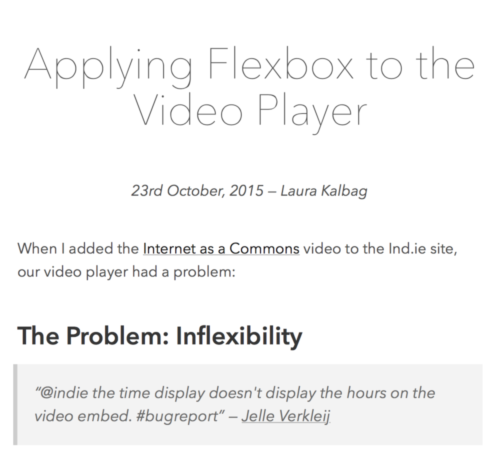 Applying Flexbox to the
Video Player
23rd October, 2015 – Laura Kalbag
When I added the Internet as a Commons video to the Ind.ie site,
our video player had a problem:
The Problem: Inflexibility
“@indie the time display doesn't display the hours on the
video embed. #bugreport” – Jelle Verkleij